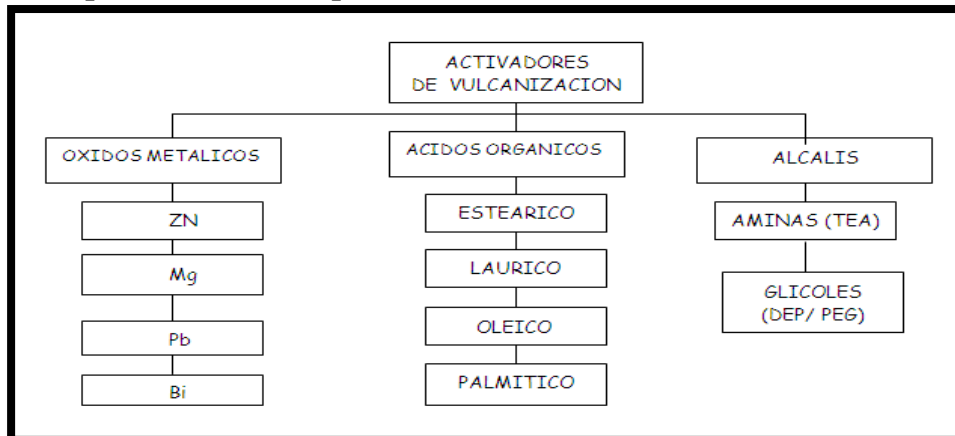 ACTIVADORES
DE VULCANIZACION
OXIDOS METALICOS
ZN
Mg
Pb
Bi
ACIDOS ORGANICOS
ESTEARICO
LAURICO
OLEICO
PALMITICO
ALCALIS
AMINAS (TEA)
GLICOLES
(DEP/ PEG)